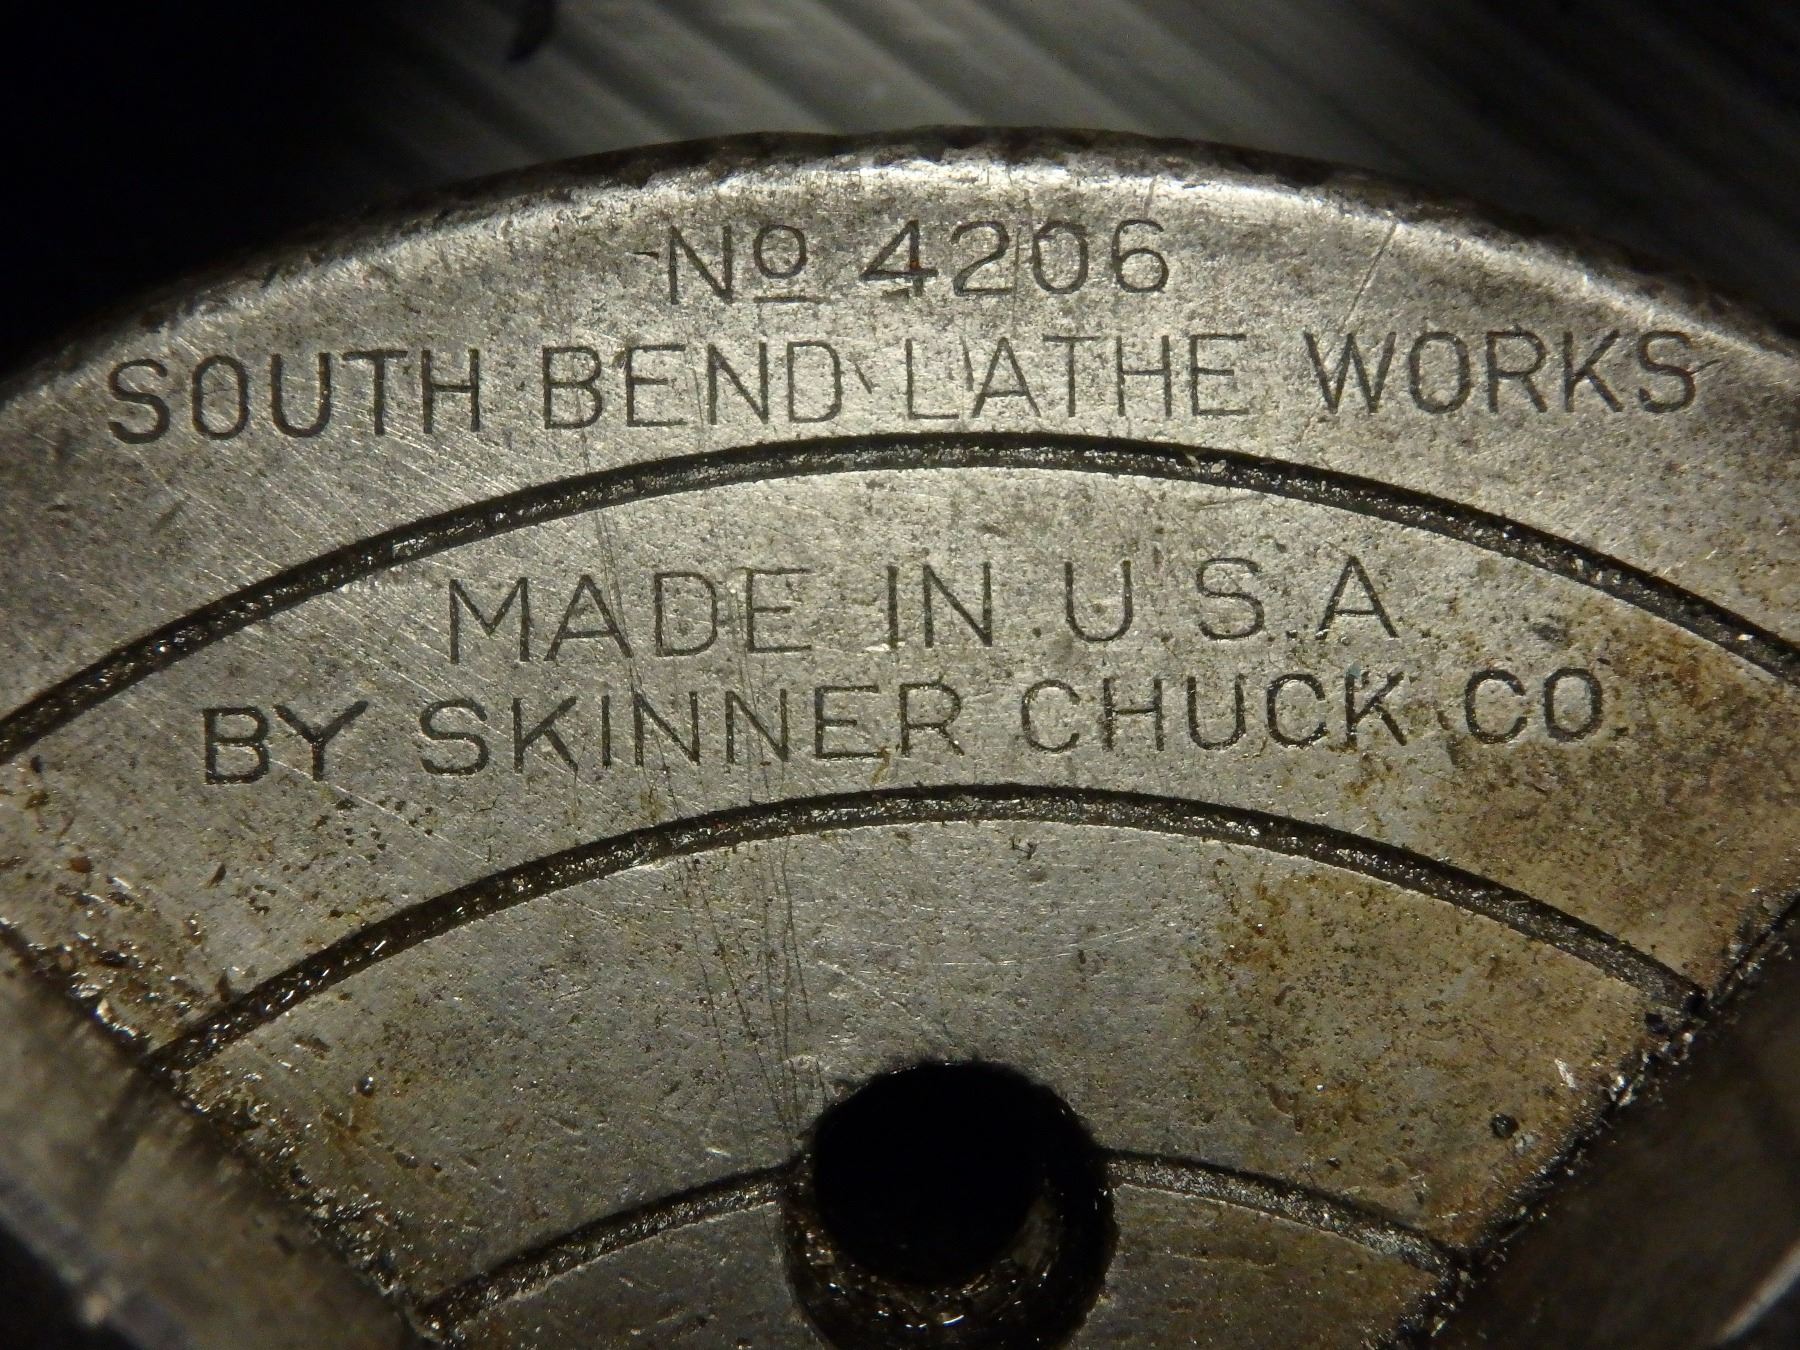 Nº 4206
SOUTH BEND LATHE WORKS
MADE IN U.S.A
BY SKINNER CHUCK CO.